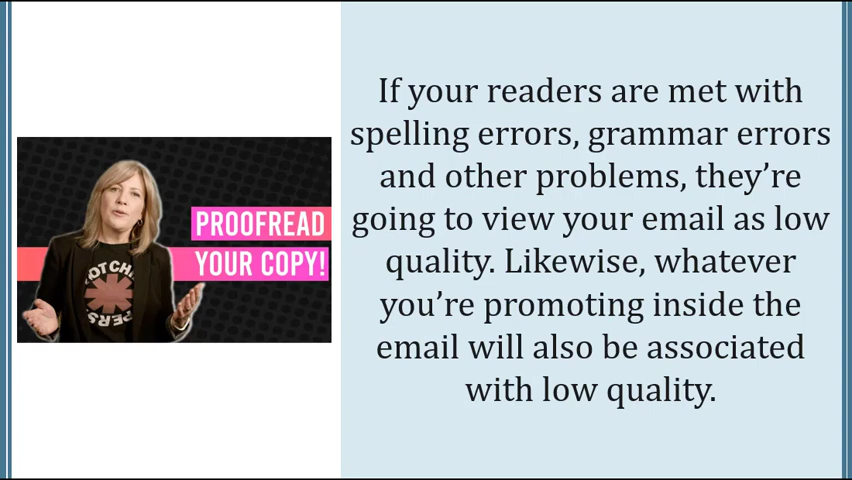 PROOFREAD
YOUR COPY!
If your readers are met with
spelling errors, grammar errors
and other problems, they’re
going to view your email as low
quality. Likewise, whatever
you’re promoting inside the
email will also be associated
with low quality.